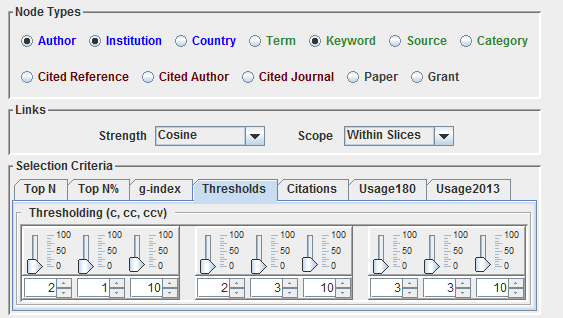 Node Types
Author Institution Country Term Keyword Source Category
Cited Reference Cited Author Cited Journal Paper Grant
Links
Strength Cosine Scope Within Slices
Selection Criteria
Top N Top N% g-index Thresholds Citations Usage180 Usage2013
Thresholding (c, cc, ccv)
100 100 100 100 100 100 100 100 100
50 50 50 50 50 50 50 50 50
0 0 0 0 0 0 0 0 0
2 1 10 2 3 10 3 3 10